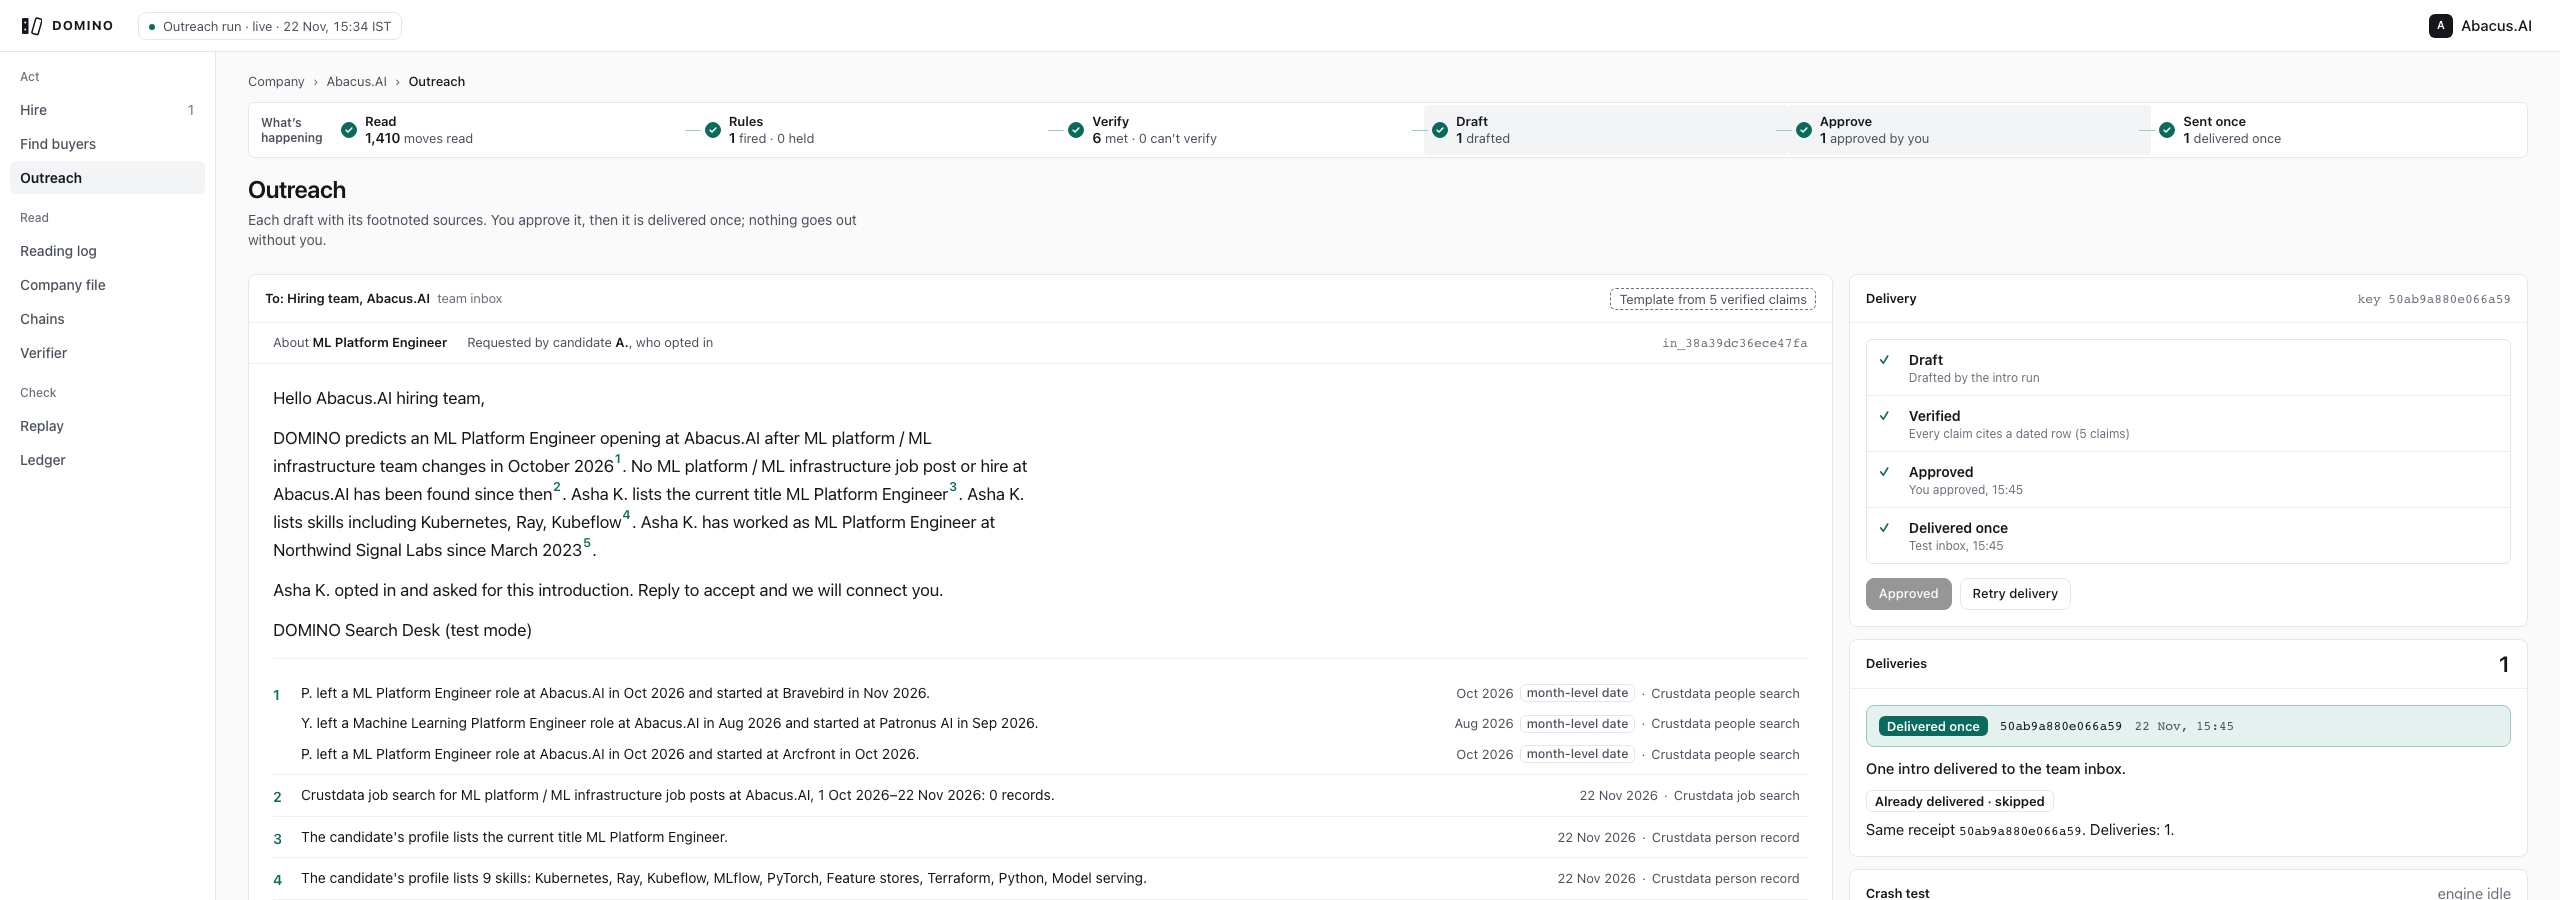 DOMINO
Outreach run · live · 22 Nov, 15:34 IST
A
Abacus.AI
Act
Hire 1
Find buyers
Outreach
Read
Reading log
Company file
Chains
Verifier
Check
Replay
Ledger
Company › Abacus.AI › Outreach
What's
happening
Read
1,410 moves read
Rules
1 fired · 0 held
Verify
6 met · 0 can't verify
Draft
1 drafted
Approve
1 approved by you
Sent once
1 delivered once
Outreach
Each draft with its footnoted sources. You approve it, then it is delivered once; nothing goes out
without you.
To: Hiring team, Abacus.AI team inbox
Template from 5 verified claims
About ML Platform Engineer Requested by candidate A., who opted in
in_38a39dc36ece47fa
Hello Abacus.AI hiring team,
DOMINO predicts an ML Platform Engineer opening at Abacus.AI after ML platform / ML
infrastructure team changes in October 2026¹. No ML platform / ML infrastructure job post or hire at
Abacus.AI has been found since then². Asha K. lists the current title ML Platform Engineer³. Asha K.
lists skills including Kubernetes, Ray, Kubeflow⁴. Asha K. has worked as ML Platform Engineer at
Northwind Signal Labs since March 2023⁵.
Asha K. opted in and asked for this introduction. Reply to accept and we will connect you.
DOMINO Search Desk (test mode)
1 P. left a ML Platform Engineer role at Abacus.AI in Oct 2026 and started at Bravebird in Nov 2026. Oct 2026 month-level date · Crustdata people search
Y. left a Machine Learning Platform Engineer role at Abacus.AI in Aug 2026 and started at Patronus AI in Sep 2026. Aug 2026 month-level date · Crustdata people search
P. left a ML Platform Engineer role at Abacus.AI in Oct 2026 and started at Arcfront in Oct 2026. Oct 2026 month-level date · Crustdata people search
2 Crustdata job search for ML platform / ML infrastructure job posts at Abacus.AI, 1 Oct 2026–22 Nov 2026: 0 records. 22 Nov 2026 · Crustdata job search
3 The candidate's profile lists the current title ML Platform Engineer. 22 Nov 2026 · Crustdata person record
4 The candidate's profile lists 9 skills: Kubernetes, Ray, Kubeflow, MLflow, PyTorch, Feature stores, Terraform, Python, Model serving. 22 Nov 2026 · Crustdata person record
Delivery key 50ab9a880e066a59
Draft
Drafted by the intro run
Verified
Every claim cites a dated row (5 claims)
Approved
You approved, 15:45
Delivered once
Test inbox, 15:45
Approved
Retry delivery
Deliveries 1
Delivered once 50ab9a880e066a59 22 Nov, 15:45
One intro delivered to the team inbox.
Already delivered · skipped
Same receipt 50ab9a880e066a59. Deliveries: 1.
Crash test engine idle